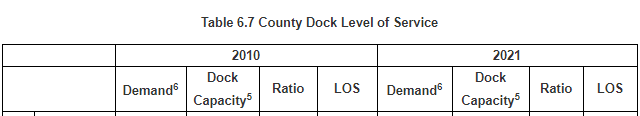 Table 6.7 County Dock Level of Service
2010 2021
Demand⁶ Dock Capacity⁵ Ratio LOS Demand⁶ Dock Capacity⁵ Ratio LOS